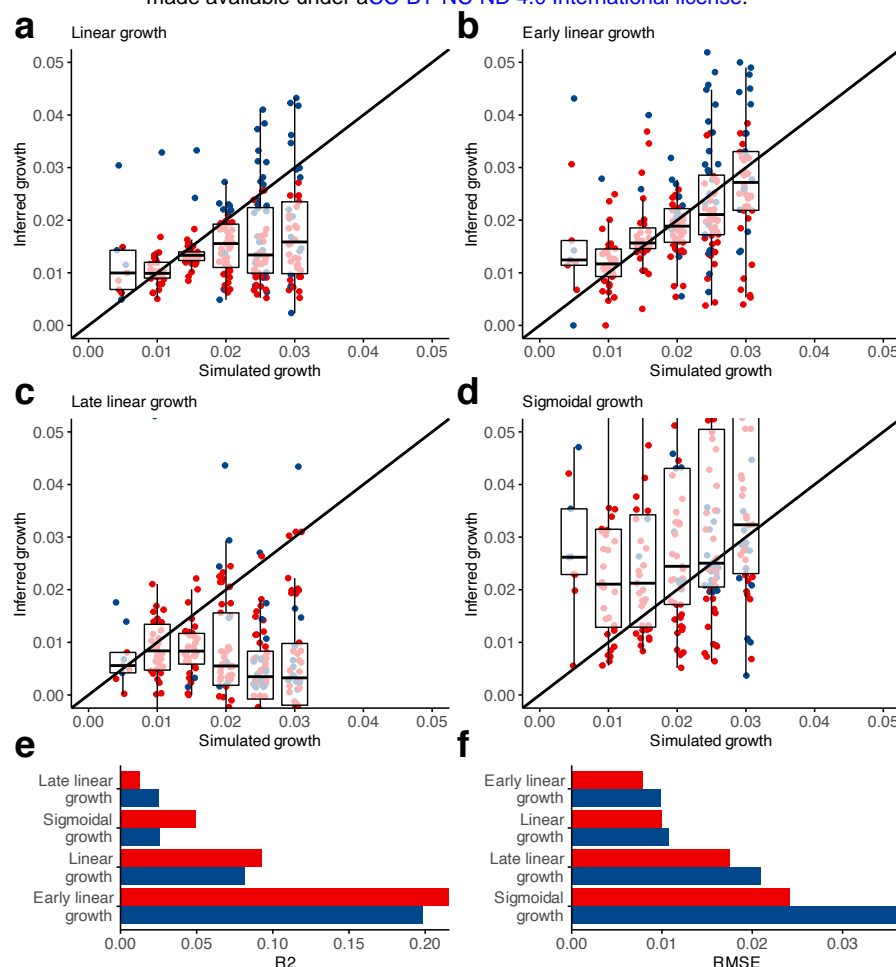 made available under aCC-BY-NC-ND 4.0 International license.
a Linear growth
0.05
0.04
0.03
0.02
0.01
0.00
Inferred growth
0.00 0.01 0.02 0.03 0.04 0.05
Simulated growth
b Early linear growth
0.05
0.04
0.03
0.02
0.01
0.00
Inferred growth
0.00 0.01 0.02 0.03 0.04 0.05
Simulated growth
c Late linear growth
0.05
0.04
0.03
0.02
0.01
0.00
Inferred growth
0.00 0.01 0.02 0.03 0.04 0.05
Simulated growth
d Sigmoidal growth
0.05
0.04
0.03
0.02
0.01
0.00
Inferred growth
0.00 0.01 0.02 0.03 0.04 0.05
Simulated growth
e
Late linear
growth
Sigmoidal
growth
Linear
growth
Early linear
growth
0.00 0.05 0.10 0.15 0.20
R2
f
Early linear
growth
Linear
growth
Late linear
growth
Sigmoidal
growth
0.00 0.01 0.02 0.03
RMSE